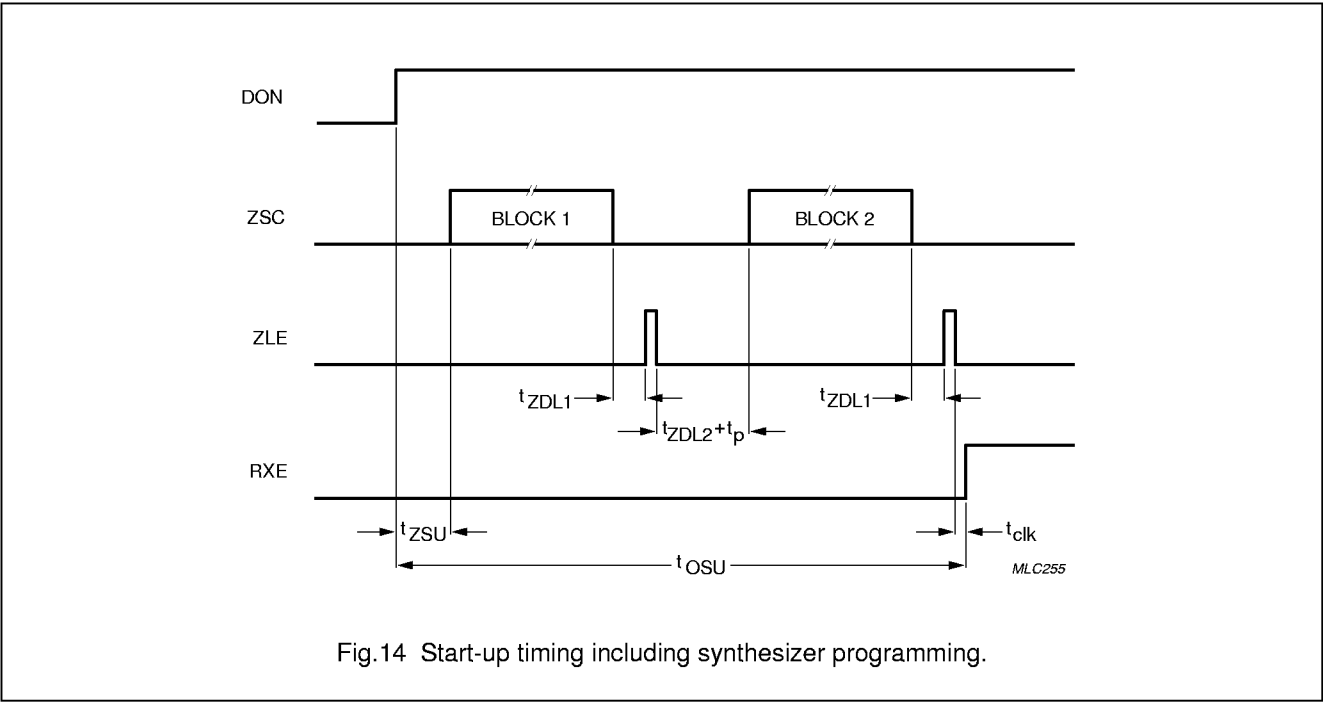 DON
ZSC
BLOCK 1
BLOCK 2
ZLE
tZDL1
tZDL1
tZDL2+tp
RXE
tZSU
tclk
tOSU
MLC255
Fig.14 Start-up timing including synthesizer programming.